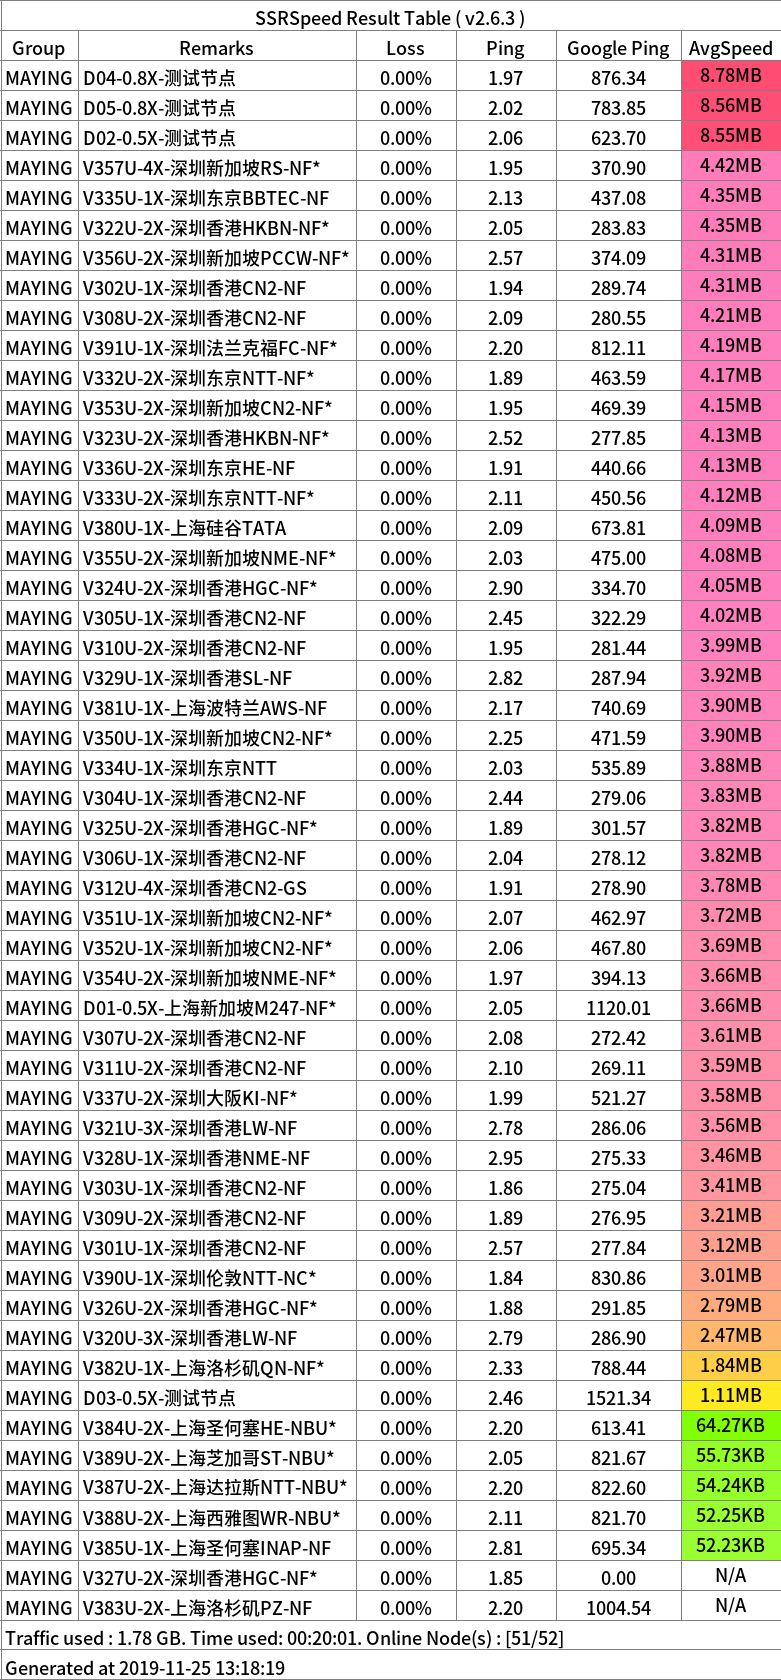 SSRSpeed Result Table ( v2.6.3 )
Group Remarks Loss Ping Google Ping AvgSpeed
MAYING D04-0.8X-测试节点 0.00% 1.97 876.34 8.78MB
MAYING D05-0.8X-测试节点 0.00% 2.02 783.85 8.56MB
MAYING D02-0.5X-测试节点 0.00% 2.06 623.70 8.55MB
MAYING V357U-4X-深圳新加坡RS-NF* 0.00% 1.95 370.90 4.42MB
MAYING V335U-1X-深圳东京BBTEC-NF 0.00% 2.13 437.08 4.35MB
MAYING V322U-2X-深圳香港HKBN-NF* 0.00% 2.05 283.83 4.35MB
MAYING V356U-2X-深圳新加坡PCCW-NF* 0.00% 2.57 374.09 4.31MB
MAYING V302U-1X-深圳香港CN2-NF 0.00% 1.94 289.74 4.31MB
MAYING V308U-2X-深圳香港CN2-NF 0.00% 2.09 280.55 4.21MB
MAYING V391U-1X-深圳法兰克福FC-NF* 0.00% 2.20 812.11 4.19MB
MAYING V332U-2X-深圳东京NTT-NF* 0.00% 1.89 463.59 4.17MB
MAYING V353U-2X-深圳新加坡CN2-NF* 0.00% 1.95 469.39 4.15MB
MAYING V323U-2X-深圳香港HKBN-NF* 0.00% 2.52 277.85 4.13MB
MAYING V336U-2X-深圳东京HE-NF 0.00% 1.91 440.66 4.13MB
MAYING V333U-2X-深圳东京NTT-NF* 0.00% 2.11 450.56 4.12MB
MAYING V380U-1X-上海硅谷TATA 0.00% 2.09 673.81 4.09MB
MAYING V355U-2X-深圳新加坡NME-NF* 0.00% 2.03 475.00 4.08MB
MAYING V324U-2X-深圳香港HGC-NF* 0.00% 2.90 334.70 4.05MB
MAYING V305U-1X-深圳香港CN2-NF 0.00% 2.45 322.29 4.02MB
MAYING V310U-2X-深圳香港CN2-NF 0.00% 1.95 281.44 3.99MB
MAYING V329U-1X-深圳香港SL-NF 0.00% 2.82 287.94 3.92MB
MAYING V381U-1X-上海波特兰AWS-NF 0.00% 2.17 740.69 3.90MB
MAYING V350U-1X-深圳新加坡CN2-NF* 0.00% 2.25 471.59 3.90MB
MAYING V334U-1X-深圳东京NTT 0.00% 2.03 535.89 3.88MB
MAYING V304U-1X-深圳香港CN2-NF 0.00% 2.44 279.06 3.83MB
MAYING V325U-2X-深圳香港HGC-NF* 0.00% 1.89 301.57 3.82MB
MAYING V306U-1X-深圳香港CN2-NF 0.00% 2.04 278.12 3.82MB
MAYING V312U-4X-深圳香港CN2-GS 0.00% 1.91 278.90 3.78MB
MAYING V351U-1X-深圳新加坡CN2-NF* 0.00% 2.07 462.97 3.72MB
MAYING V352U-1X-深圳新加坡CN2-NF* 0.00% 2.06 467.80 3.69MB
MAYING V354U-2X-深圳新加坡NME-NF* 0.00% 1.97 394.13 3.66MB
MAYING D01-0.5X-上海新加坡M247-NF* 0.00% 2.05 1120.01 3.66MB
MAYING V307U-2X-深圳香港CN2-NF 0.00% 2.08 272.42 3.61MB
MAYING V311U-2X-深圳香港CN2-NF 0.00% 2.10 269.11 3.59MB
MAYING V337U-2X-深圳大阪KI-NF* 0.00% 1.99 521.27 3.58MB
MAYING V321U-3X-深圳香港LW-NF 0.00% 2.78 286.06 3.56MB
MAYING V328U-1X-深圳香港NME-NF 0.00% 2.95 275.33 3.46MB
MAYING V303U-1X-深圳香港CN2-NF 0.00% 1.86 275.04 3.41MB
MAYING V309U-2X-深圳香港CN2-NF 0.00% 1.89 276.95 3.21MB
MAYING V301U-1X-深圳香港CN2-NF 0.00% 2.57 277.84 3.12MB
MAYING V390U-1X-深圳伦敦NTT-NC* 0.00% 1.84 830.86 3.01MB
MAYING V326U-2X-深圳香港HGC-NF* 0.00% 1.88 291.85 2.79MB
MAYING V320U-3X-深圳香港LW-NF 0.00% 2.79 286.90 2.47MB
MAYING V382U-1X-上海洛杉矶QN-NF* 0.00% 2.33 788.44 1.84MB
MAYING D03-0.5X-测试节点 0.00% 2.46 1521.34 1.11MB
MAYING V384U-2X-上海圣何塞HE-NBU* 0.00% 2.20 613.41 64.27KB
MAYING V389U-2X-上海芝加哥ST-NBU* 0.00% 2.05 821.67 55.73KB
MAYING V387U-2X-上海达拉斯NTT-NBU* 0.00% 2.20 822.60 54.24KB
MAYING V388U-2X-上海西雅图WR-NBU* 0.00% 2.11 821.70 52.25KB
MAYING V385U-1X-上海圣何塞INAP-NF 0.00% 2.81 695.34 52.23KB
MAYING V327U-2X-深圳香港HGC-NF* 0.00% 1.85 0.00 N/A
MAYING V383U-2X-上海洛杉矶PZ-NF 0.00% 2.20 1004.54 N/A
Traffic used : 1.78 GB. Time used: 00:20:01. Online Node(s) : [51/52]
Generated at 2019-11-25 13:18:19